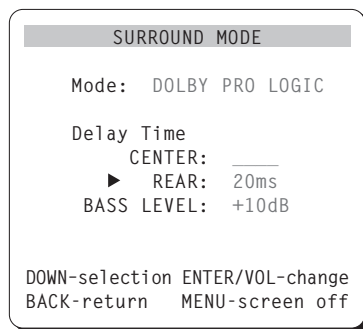 SURROUND MODE
Mode: DOLBY PRO LOGIC
Delay Time
CENTER: ____
▶ REAR: 20ms
BASS LEVEL: +10dB
DOWN-selection ENTER/VOL-change
BACK-return MENU-screen off